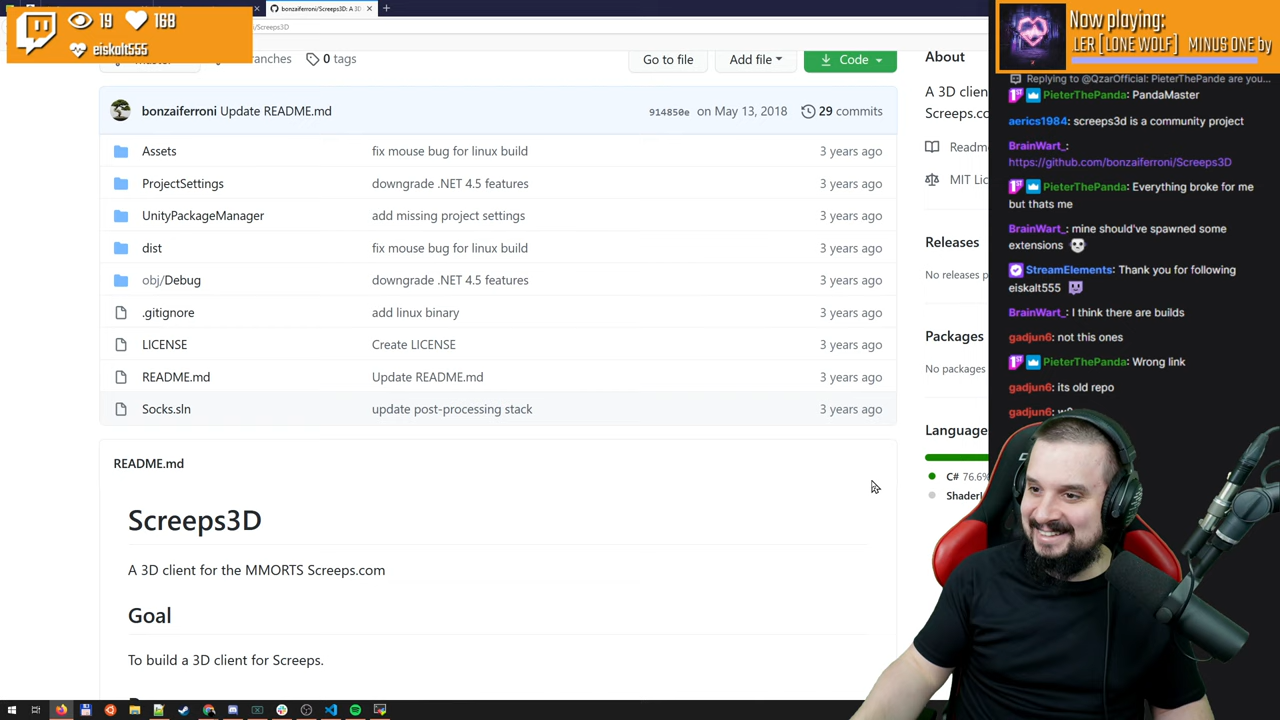 19 168
eiskalt555
bonzaiferroni/Screeps3D: A 3D
/Screeps3D
Now playing:
LER [LONE WOLF] MINUS ONE by
0 tags
Go to file
Add file
Code
bonzaiferroni Update README.md
914850e on May 13, 2018
29 commits
Assets
fix mouse bug for linux build
3 years ago
ProjectSettings
downgrade .NET 4.5 features
3 years ago
UnityPackageManager
add missing project settings
3 years ago
dist
fix mouse bug for linux build
3 years ago
obj/Debug
downgrade .NET 4.5 features
3 years ago
.gitignore
add linux binary
3 years ago
LICENSE
Create LICENSE
3 years ago
README.md
Update README.md
3 years ago
Socks.sln
update post-processing stack
3 years ago
README.md
Screeps3D
A 3D client for the MMORTS Screeps.com
Goal
To build a 3D client for Screeps.
About
A 3D clien
Screeps.co
Readm
MIT Lic
Releases
No releases p
Packages
No packages
Language
C# 76.6%
Shaderl
Replying to @QzarOfficial: PieterThePande are you...
PieterThePanda: PandaMaster
aerics1984: screeps3d is a community project
BrainWart_:
https://github.com/bonzaiferroni/Screeps3D
PieterThePanda: Everything broke for me
but thats me
BrainWart_: mine should've spawned some
extensions
StreamElements: Thank you for following
eiskalt555
BrainWart_: I think there are builds
gadjun6: not this ones
PieterThePanda: Wrong link
gadjun6: its old repo
gadjun6: